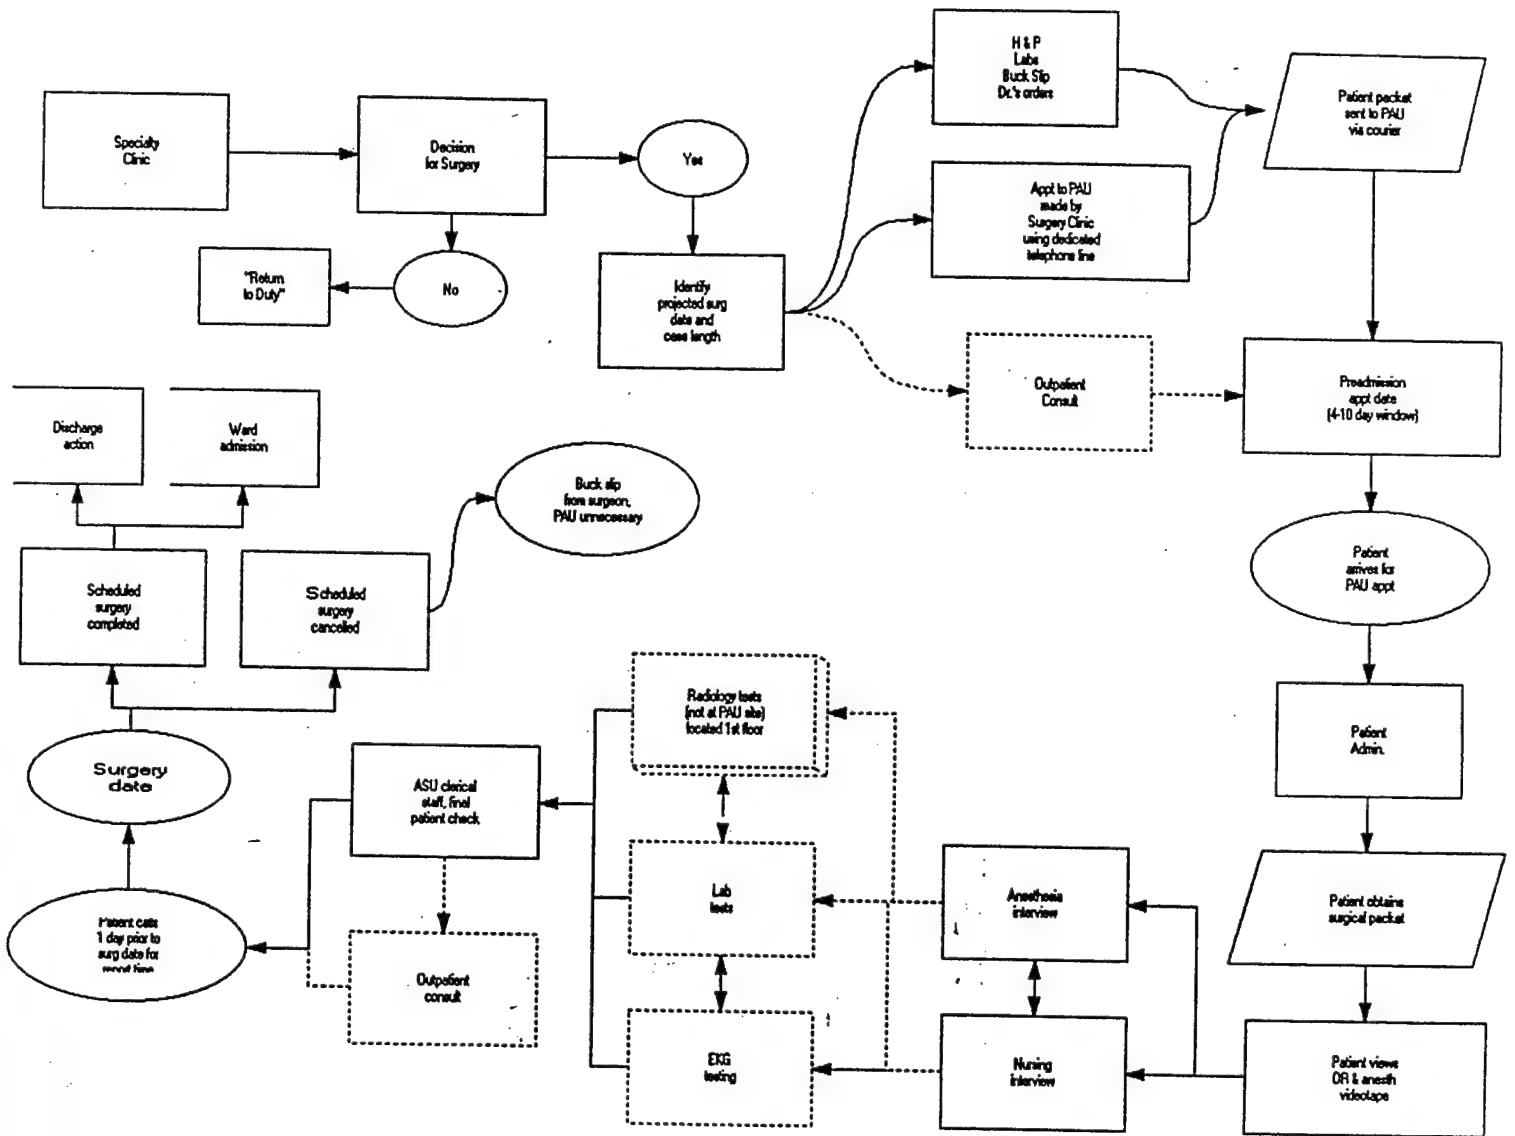 Specialty
Clinic
Decision
for Surgery
Yes
No
"Return
to Duty"
Identify
projected surg
date and
case length
H & P
Labs
Buck Slip
Dr.'s orders
Appt to PAU
made by
Surgery Clinic
using dedicated
telephone line
Outpatient
Consult
Patient packet
sent to PAU
via courier
Preadmission
appt date
(4-10 day window)
Patient
arrives for
PAU appt
Patient
Admin.
Patient obtains
surgical packet
Patient views
OR & anesth
videotape
Anesthesia
interview
Nursing
interview
Radiology tests
(not at PAU site)
located 1st floor
Lab
tests
EKG
testing
ASU clerical
staff, final
patient check
Outpatient
consult
Patient calls
1 day prior to
surg date for
report time
Surgery
date
Scheduled
surgery
completed
Scheduled
surgery
cancelled
Buck slip
from surgeon,
PAU unnecessary
Discharge
action
Ward
admission